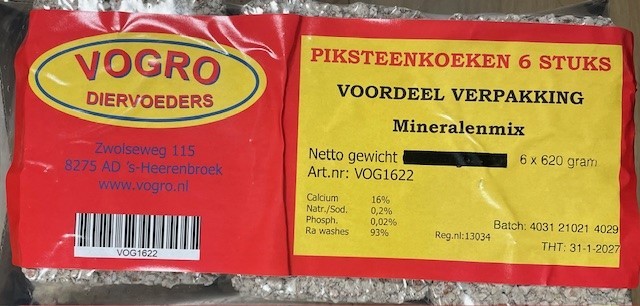 VOGRO
DIERVOEDERS
Zwolseweg 115
8275 AD 's-Heerenbroek
www.vogro.nl
VOG1622
PIKSTEENKOEKEN 6 STUKS
VOORDEEL VERPAKKING
Mineralenmix
Netto gewicht 6 x 620 gram
Art.nr: VOG1622
Calcium 16%
Natr./Sod. 0,2%
Phosph. 0,02%
Ra washes 93%
Reg.nl:13034
Batch: 4031 21021 4029
THT: 31-1-2027